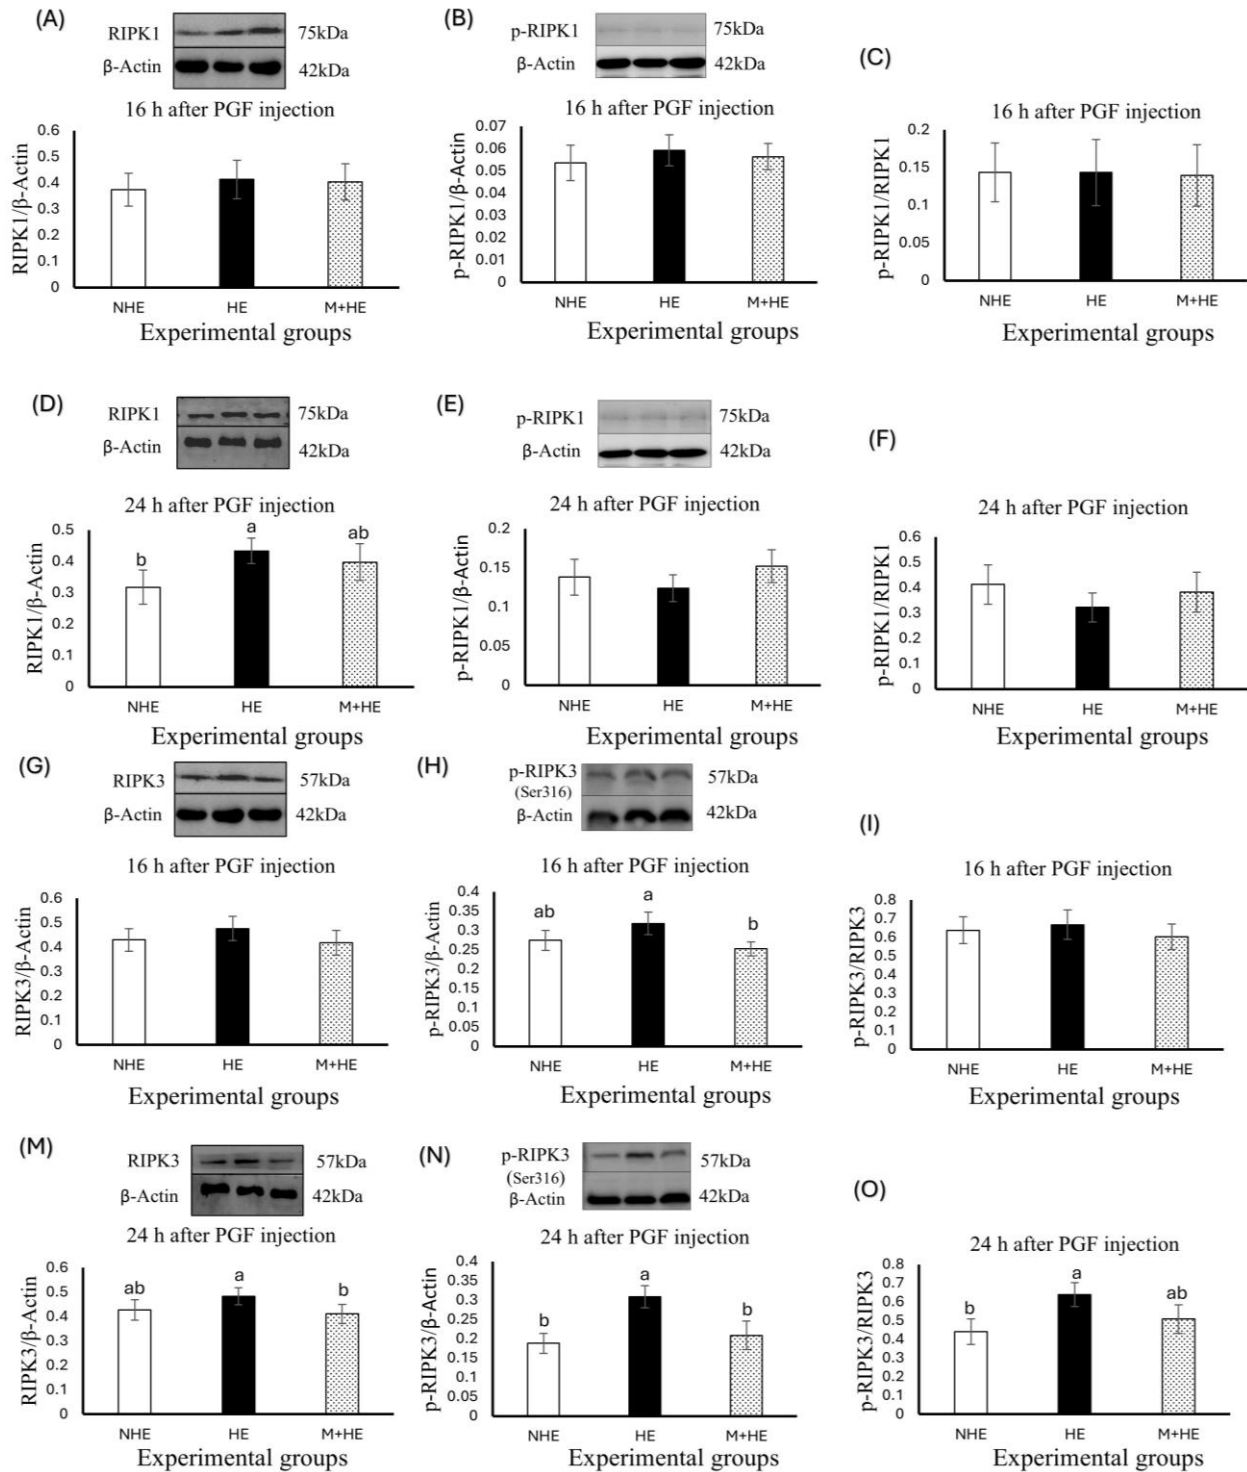 (A)
RIPK1
75kDa
β-Actin
42kDa
16 h after PGF injection
RIPK1/β-Actin
0.6
0.5
0.4
0.3
0.2
0.1
0
NHE HE M+HE
Experimental groups
(B)
p-RIPK1
75kDa
β-Actin
42kDa
16 h after PGF injection
p-RIPK1/β-Actin
0.07
0.06
0.05
0.04
0.03
0.02
0.01
0
NHE HE M+HE
Experimental groups
(C)
16 h after PGF injection
p-RIPK1/RIPK1
0.2
0.15
0.1
0.05
0
NHE HE M+HE
Experimental groups
(D)
RIPK1
75kDa
β-Actin
42kDa
24 h after PGF injection
RIPK1/β-Actin
0.5
0.4
0.3
0.2
0.1
0
b a ab
NHE HE M+HE
Experimental groups
(E)
p-RIPK1
75kDa
β-Actin
42kDa
24 h after PGF injection
p-RIPK1/β-Actin
0.2
0.15
0.1
0.05
0
NHE HE M+HE
Experimental groups
(F)
24 h after PGF injection
p-RIPK1/RIPK1
0.6
0.5
0.4
0.3
0.2
0.1
0
NHE HE M+HE
Experimental groups
(G)
RIPK3
57kDa
β-Actin
42kDa
16 h after PGF injection
RIPK3/β-Actin
0.6
0.5
0.4
0.3
0.2
0.1
0
NHE HE M+HE
Experimental groups
(H)
p-RIPK3
(Ser316)
57kDa
β-Actin
42kDa
16 h after PGF injection
p-RIPK3/β-Actin
0.4
0.35
0.3
0.25
0.2
0.15
0.1
0.05
0
ab a b
NHE HE M+HE
Experimental groups
(I)
16 h after PGF injection
p-RIPK3/RIPK3
0.8
0.7
0.6
0.5
0.4
0.3
0.2
0.1
0
NHE HE M+HE
Experimental groups
(M)
RIPK3
57kDa
β-Actin
42kDa
24 h after PGF injection
RIPK3/β-Actin
0.6
0.5
0.4
0.3
0.2
0.1
0
ab a b
NHE HE M+HE
Experimental groups
(N)
p-RIPK3
(Ser316)
57kDa
β-Actin
42kDa
24 h after PGF injection
p-RIPK3/β-Actin
0.4
0.35
0.3
0.25
0.2
0.15
0.1
0.05
0
b a b
NHE HE M+HE
Experimental groups
(O)
24 h after PGF injection
p-RIPK3/RIPK3
0.8
0.7
0.6
0.5
0.4
0.3
0.2
0.1
0
b a ab
NHE HE M+HE
Experimental groups